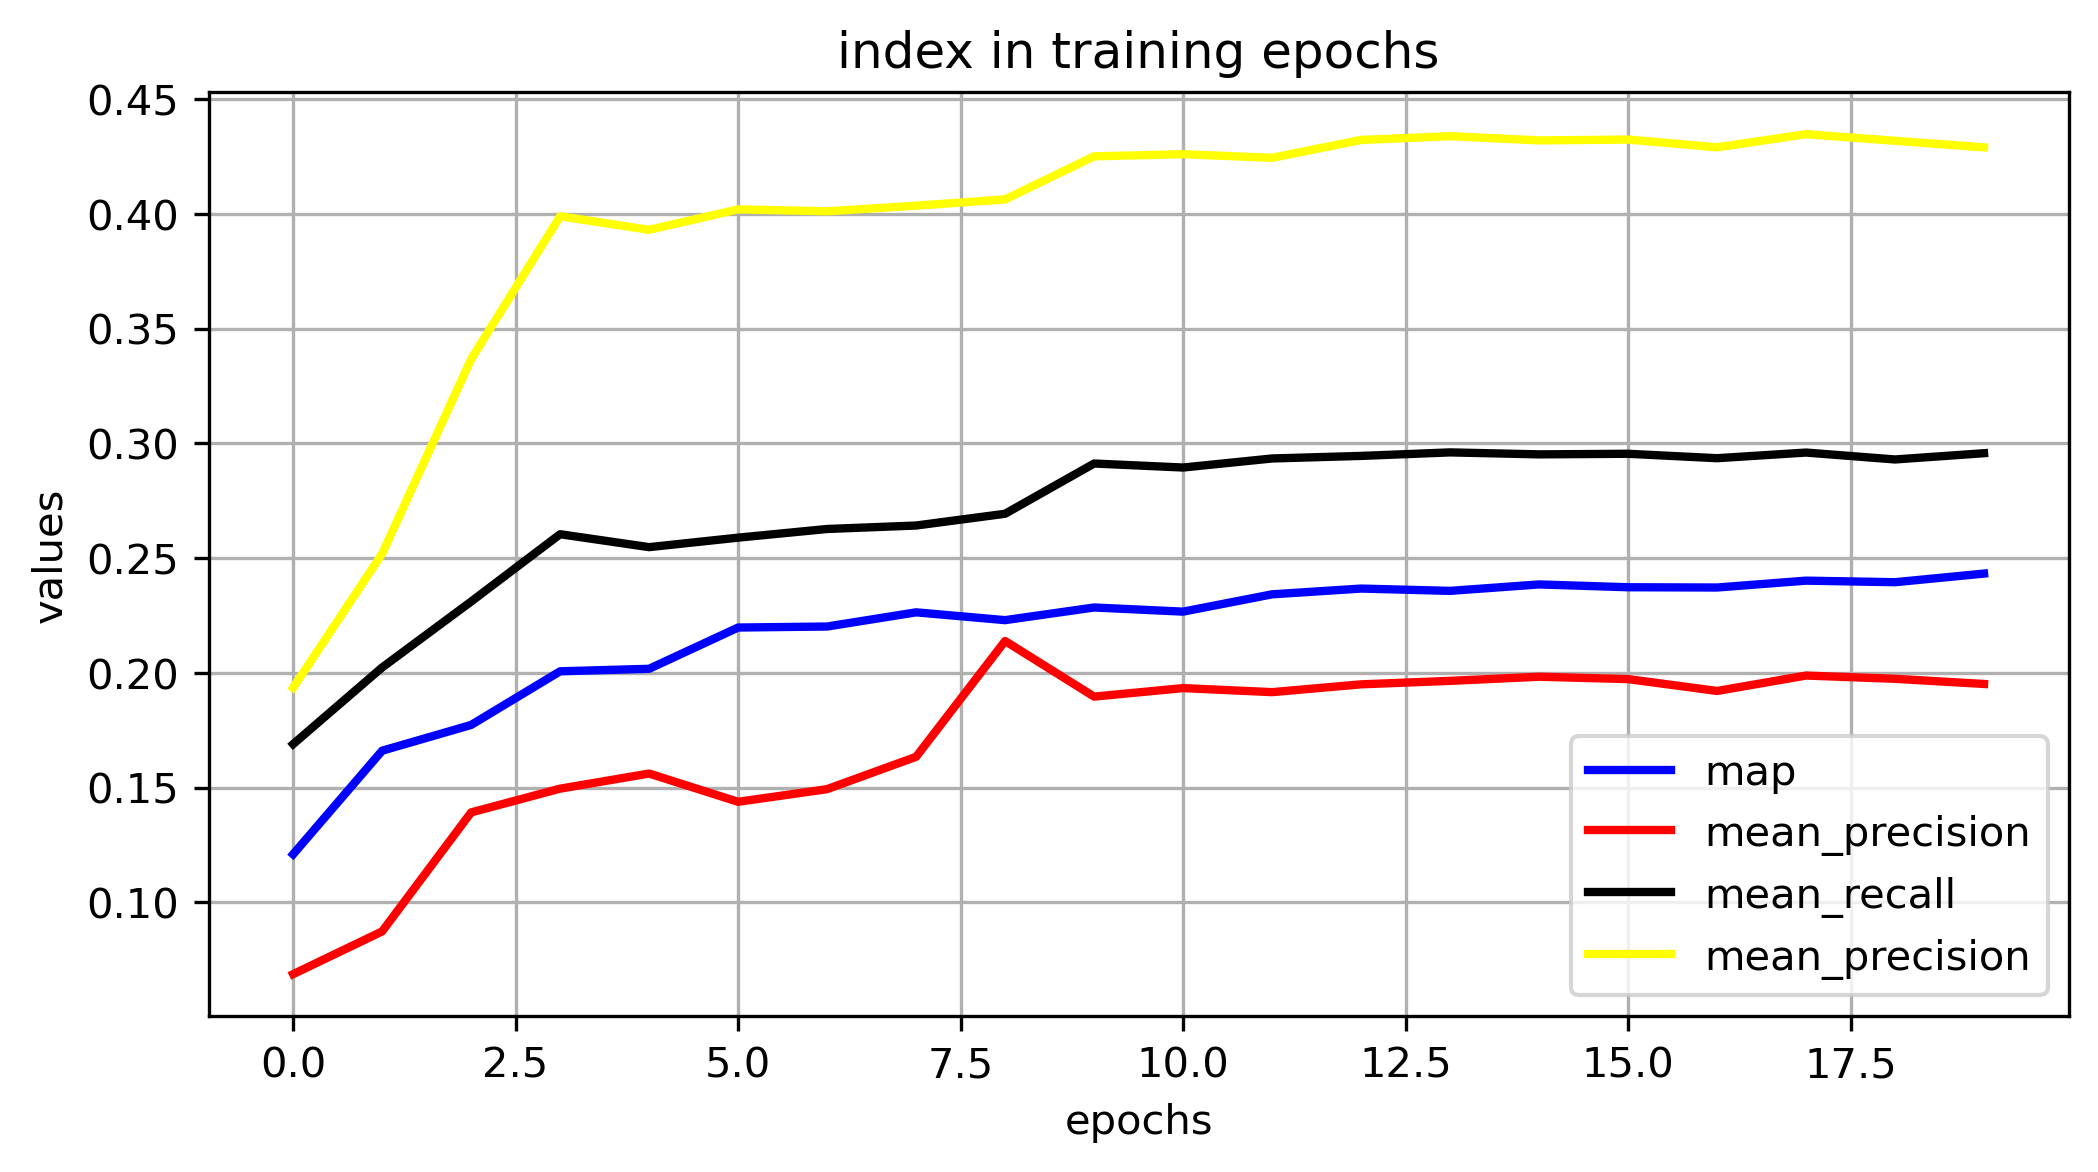 index in training epochs
0.45
0.40
0.35
0.30
0.25
0.20
0.15
0.10
values
map
mean_precision
mean_recall
mean_precision
0.0 2.5 5.0 7.5 10.0 12.5 15.0 17.5
epochs